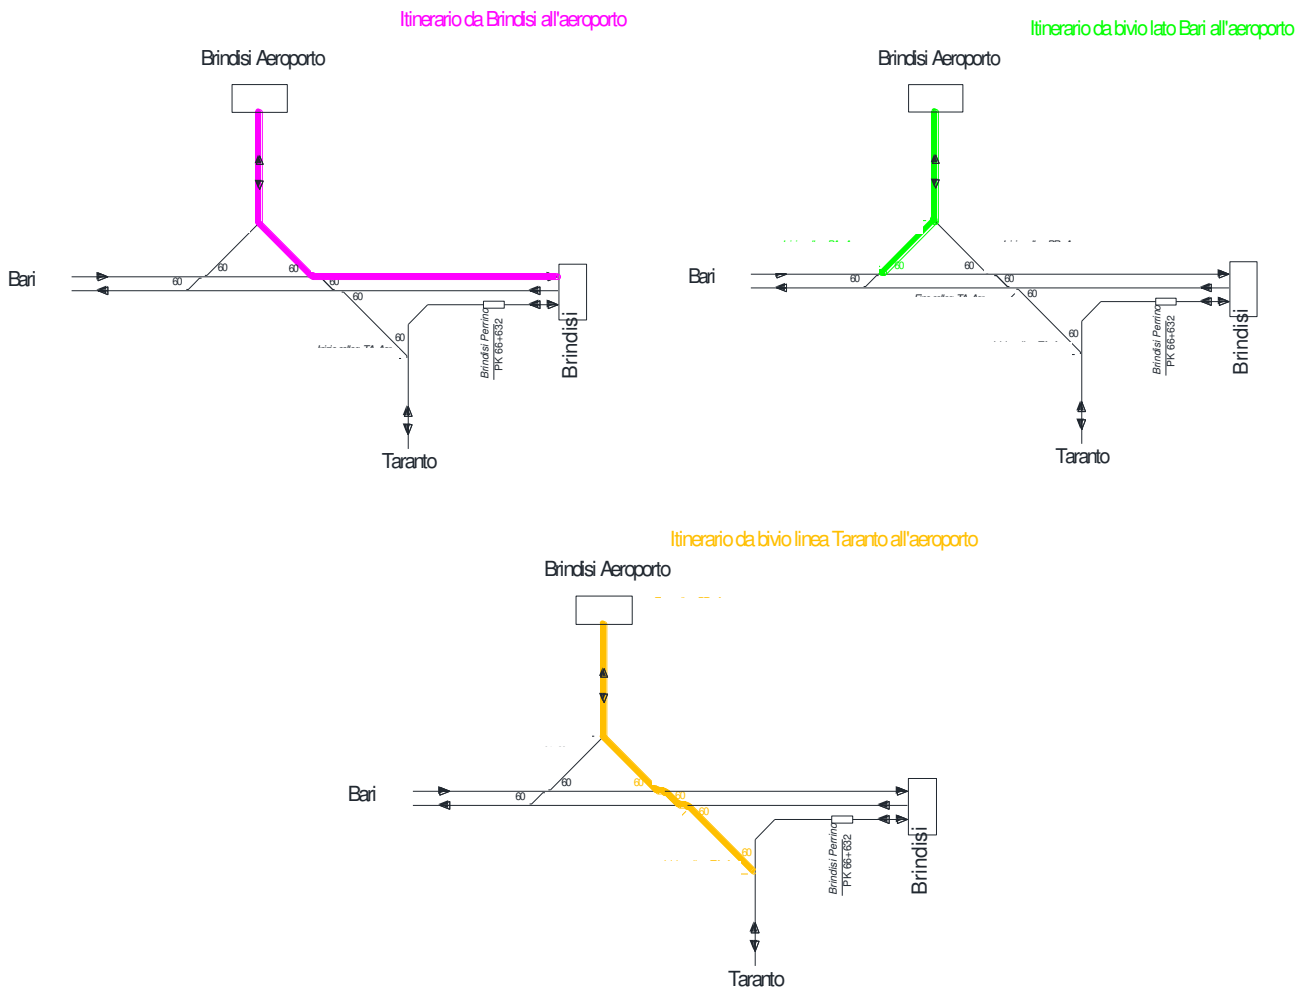 Itinerario da Brindisi all'aeroporto
Brindisi Aeroporto
Bari
60
60
60
60
60
60
Brindisi Perrino
PK 66+632
Brindisi
Taranto
Itinerario da bivio lato Bari all'aeroporto
Brindisi Aeroporto
Bari
60
60
60
60
60
Brindisi Perrino
PK 66+632
Brindisi
Taranto
Itinerario da bivio linea Taranto all'aeroporto
Brindisi Aeroporto
Bari
60
60
60
60
60
60
Brindisi Perrino
PK 66+632
Brindisi
Taranto